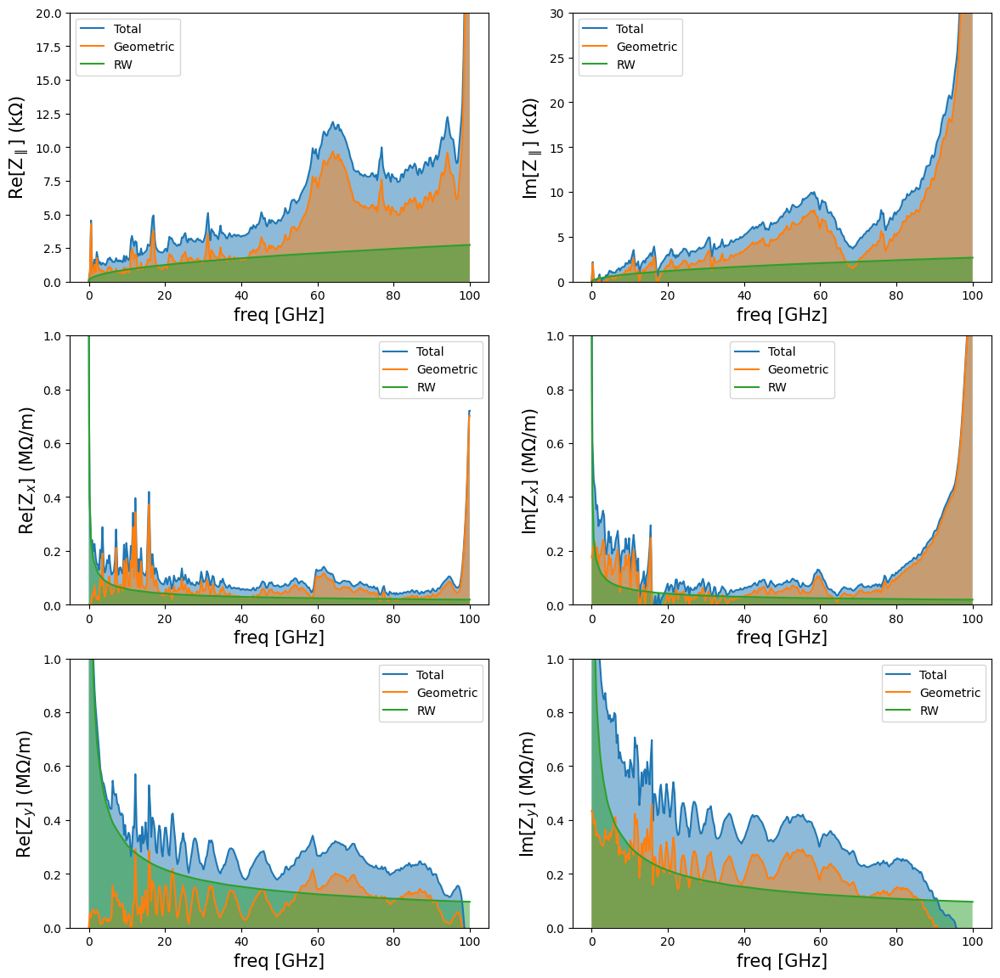 Re[Z∥] (kΩ)
20.0
17.5
15.0
12.5
10.0
7.5
5.0
2.5
0.0
Total
Geometric
RW
0 20 40 60 80 100
freq [GHz]
Im[Z∥] (kΩ)
30
25
20
15
10
5
0
Total
Geometric
RW
0 20 40 60 80 100
freq [GHz]
Re[Zx] (MΩ/m)
1.0
0.8
0.6
0.4
0.2
0.0
Total
Geometric
RW
0 20 40 60 80 100
freq [GHz]
Im[Zx] (MΩ/m)
1.0
0.8
0.6
0.4
0.2
0.0
Total
Geometric
RW
0 20 40 60 80 100
freq [GHz]
Re[Zy] (MΩ/m)
1.0
0.8
0.6
0.4
0.2
0.0
Total
Geometric
RW
0 20 40 60 80 100
freq [GHz]
Im[Zy] (MΩ/m)
1.0
0.8
0.6
0.4
0.2
0.0
Total
Geometric
RW
0 20 40 60 80 100
freq [GHz]